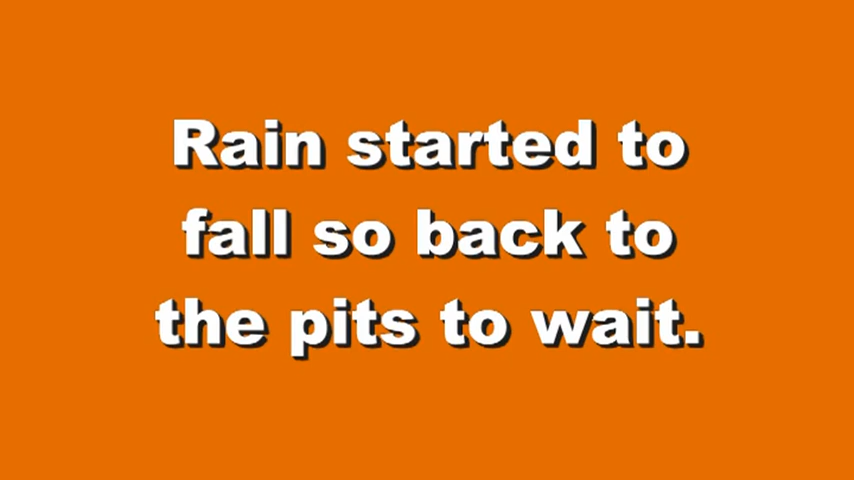 Rain started to
fall so back to
the pits to wait.